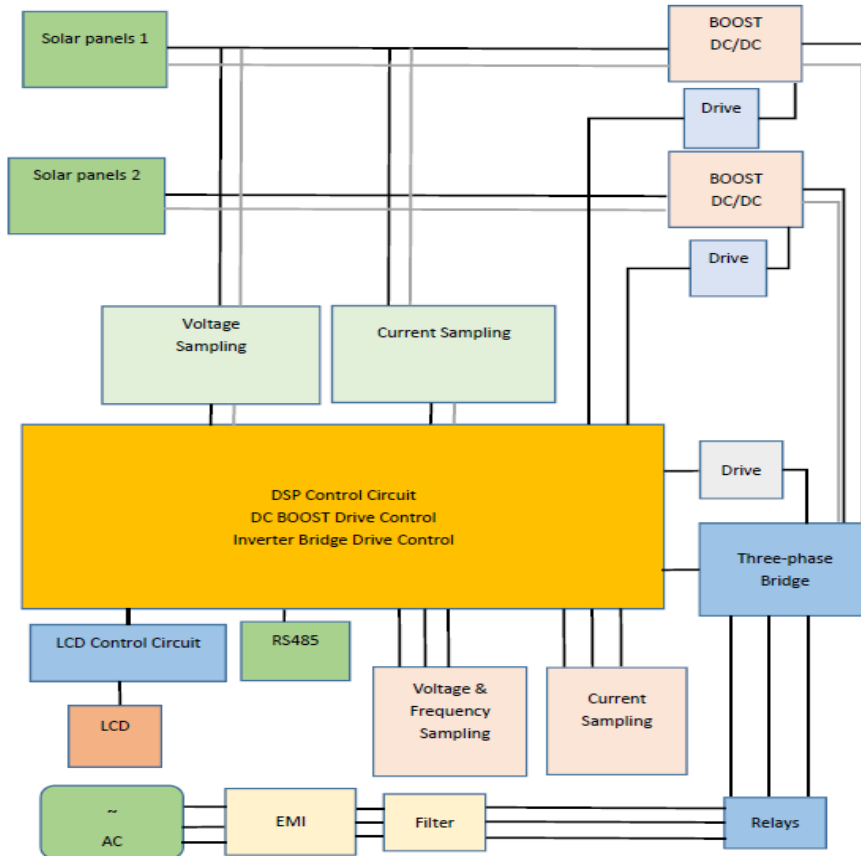 Solar panels 1
BOOST
DC/DC
Drive
Solar panels 2
BOOST
DC/DC
Drive
Voltage
Sampling
Current Sampling
DSP Control Circuit
DC BOOST Drive Control
Inverter Bridge Drive Control
Drive
Three-phase
Bridge
LCD Control Circuit
RS485
Voltage &
Frequency
Sampling
Current
Sampling
LCD
~
AC
EMI
Filter
Relays